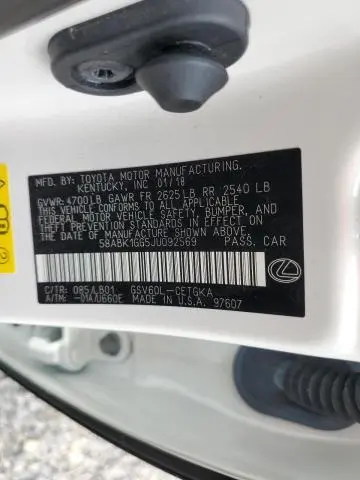 MFD. BY: TOYOTA MOTOR MANUFACTURING.
KENTUCKY, INC 01/18
GVWR: 4700LB GAWR FR 2625LB RR 2540 LB
THIS VEHICLE CONFORMS TO ALL APPLICABLE
FEDERAL MOTOR VEHICLE SAFETY, BUMPER, AND
THEFT PREVENTION STANDARDS IN EFFECT ON
THE DATE OF MANUFACTURE SHOWN ABOVE.
58ABK1GG5JU092569 PASS. CAR
C/TR: 085/LB01 GSV60L-CETGKA
A/TM: -01A/U660E 97607